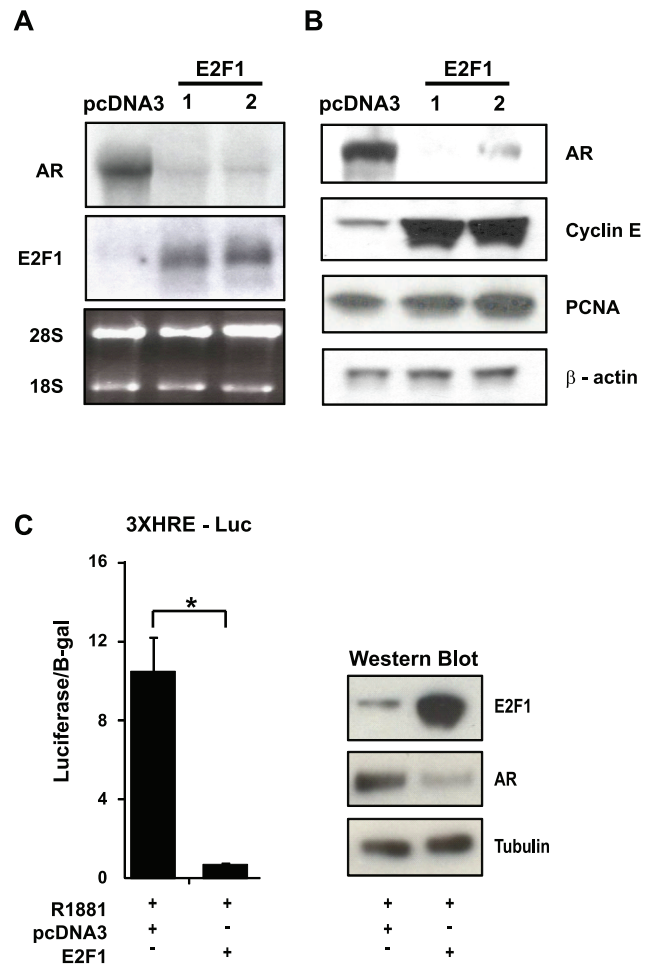 A
E2F1
pcDNA3 1 2
AR
E2F1
28S
18S
B
E2F1
pcDNA3 1 2
AR
Cyclin E
PCNA
β - actin
C
3XHRE - Luc
Luciferase/B-gal
16
12
8
4
0
*
R1881 + +
pcDNA3 + -
E2F1 - +
Western Blot
E2F1
AR
Tubulin
+ +
+ -
- +